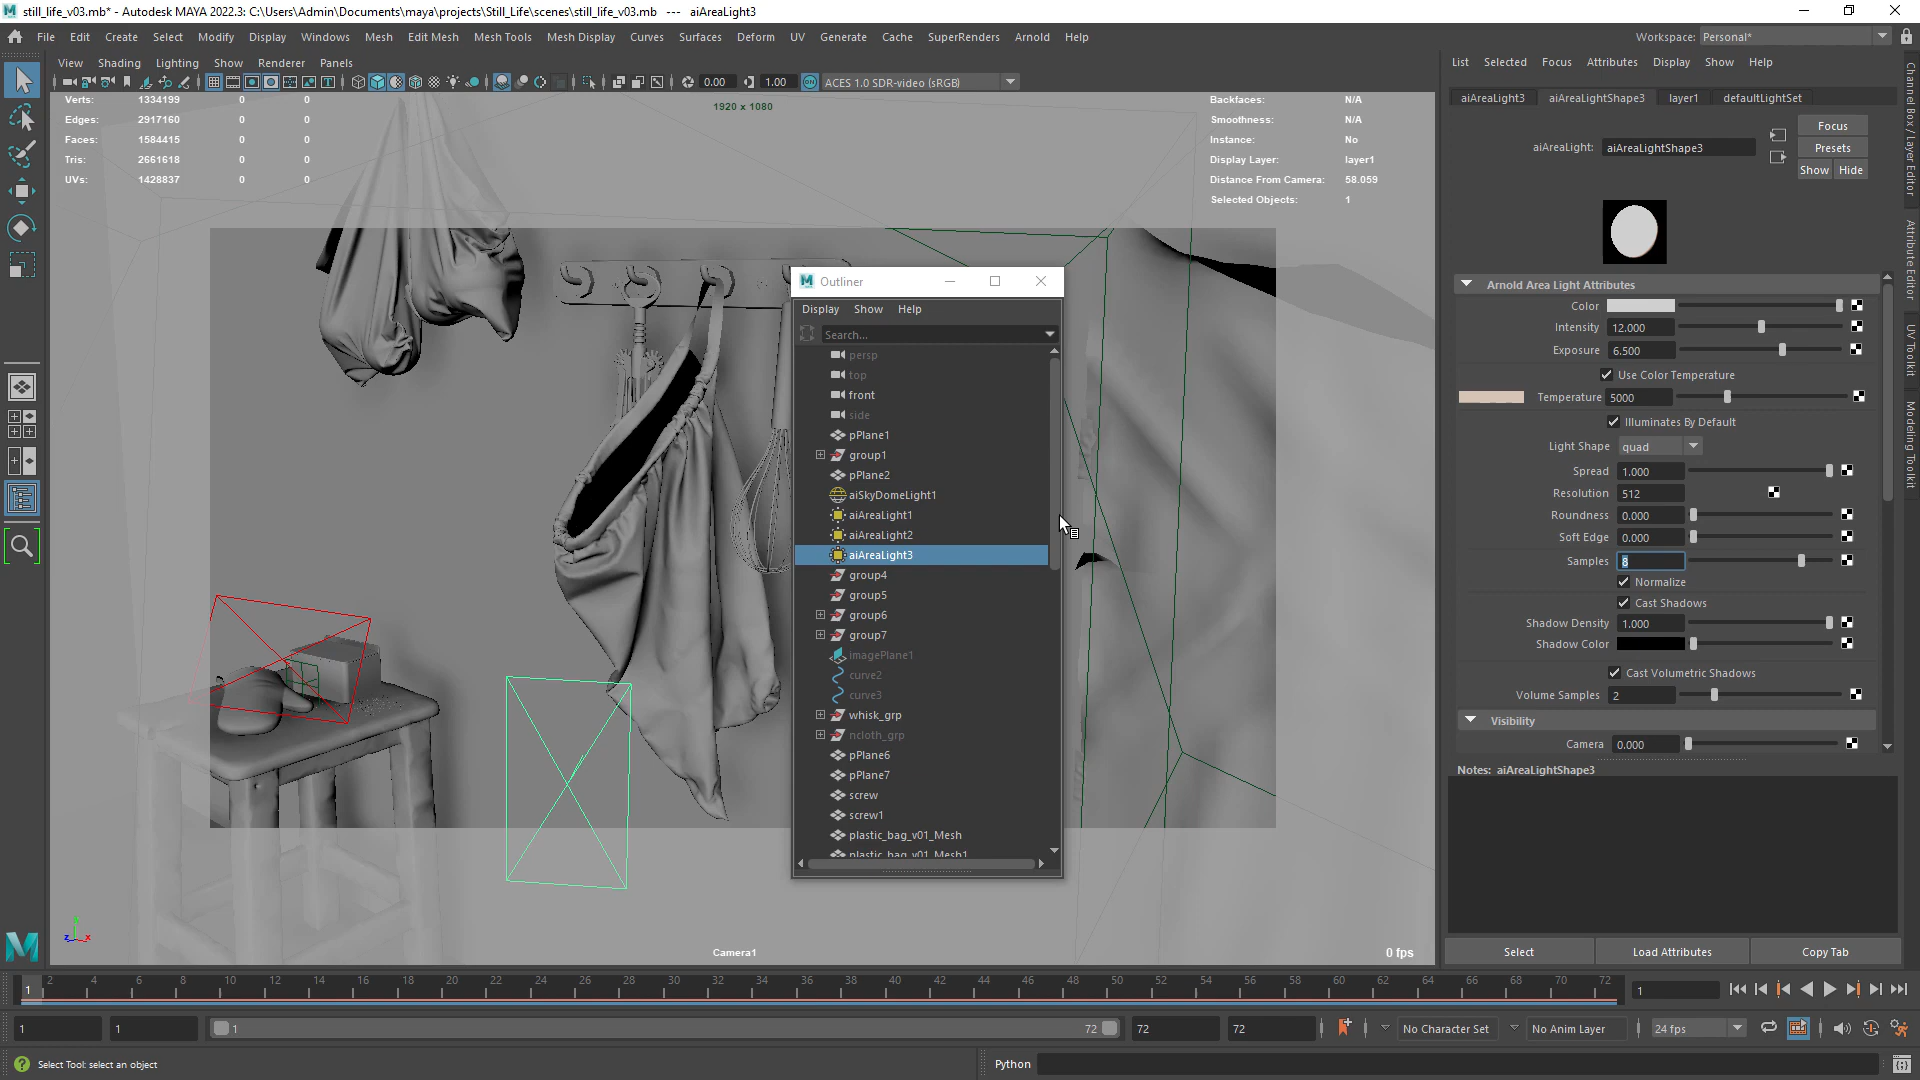 still_life_v03.mb* - Autodesk MAYA 2022.3: C:\Users\Admin\Documents\maya\projects\Still_Life\scenes\still_life_v03.mb --- aiAreaLight3
File Edit Create Select Modify Display Windows Mesh Edit Mesh Mesh Tools Mesh Display Curves Surfaces Deform UV Generate Cache SuperRenders Arnold Help
Workspace: Personal*
View Shading Lighting Show Renderer Panels
0.00 1.00 ACES 1.0 SDR-video (sRGB)
Verts: 1334199 0 0
Edges: 2917160 0 0
Faces: 1584415 0 0
Tris: 2661618 0 0
UVs: 1428837 0 0
1920 x 1080
Backfaces: N/A
Smoothness: N/A
Instance: No
Display Layer: layer1
Distance From Camera: 58.059
Selected Objects: 1
Camera1
0 fps
Outliner
Display Show Help
Search...
persp
top
front
side
pPlane1
group1
pPlane2
aiSkyDomeLight1
aiAreaLight1
aiAreaLight2
aiAreaLight3
group4
group5
group6
group7
imagePlane1
curve2
curve3
whisk_grp
ncloth_grp
pPlane6
pPlane7
screw
screw1
plastic_bag_v01_Mesh
plastic_bag_v01_Mesh1
List Selected Focus Attributes Display Show Help
aiAreaLight3 aiAreaLightShape3 layer1 defaultLightSet
Focus
aiAreaLight: aiAreaLightShape3
Presets
Show Hide
Arnold Area Light Attributes
Color
Intensity 12.000
Exposure 6.500
Use Color Temperature
Temperature 5000
Illuminates By Default
Light Shape quad
Spread 1.000
Resolution 512
Roundness 0.000
Soft Edge 0.000
Samples 8
Normalize
Cast Shadows
Shadow Density 1.000
Shadow Color
Cast Volumetric Shadows
Volume Samples 2
Visibility
Camera 0.000
Notes: aiAreaLightShape3
Select Load Attributes Copy Tab
Channel Box / Layer Editor
Attribute Editor
UV Toolkit
Modeling Toolkit
1 2 4 6 8 10 12 14 16 18 20 22 24 26 28 30 32 34 36 38 40 42 44 46 48 50 52 54 56 58 60 62 64 66 68 70 72
1
1 1 1 72 72 72 No Character Set No Anim Layer 24 fps
Select Tool: select an object
Python